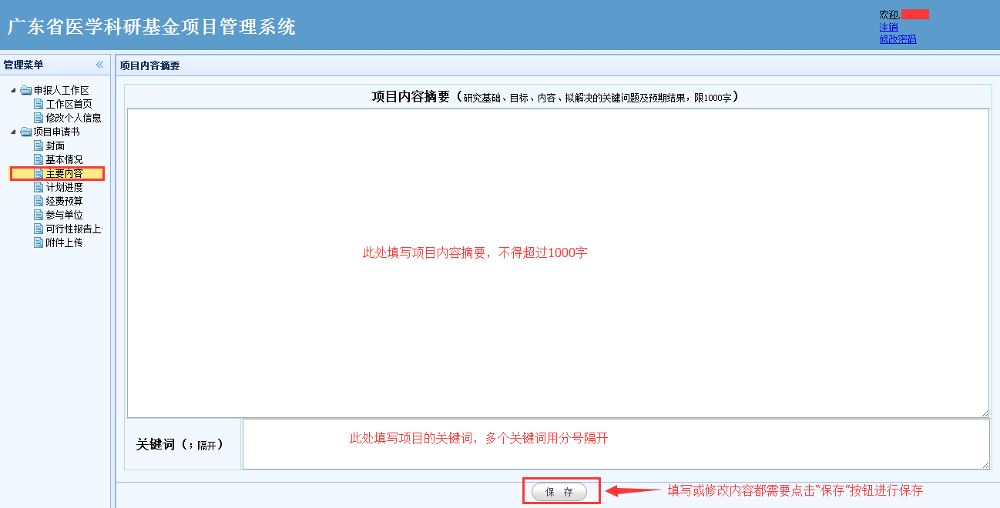 广东省医学科研基金项目管理系统
欢迎,
注销
修改密码
管理菜单
项目内容摘要
申报人工作区
工作区首页
修改个人信息
项目申请书
封面
基本情况
主要内容
计划进度
经费预算
参与单位
可行性报告上
附件上传
项目内容摘要（研究基础、目标、内容、拟解决的关键问题及预期结果，限1000字）
此处填写项目内容摘要，不得超过1000字
关键词（；隔开）
此处填写项目的关键词，多个关键词用分号隔开
保 存
填写或修改内容都需要点击“保存”按钮进行保存